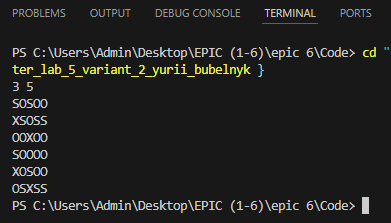 PROBLEMS OUTPUT DEBUG CONSOLE TERMINAL PORTS
PS C:\Users\Admin\Desktop\EPIC (1-6)\epic 6\Code> cd "
ter_lab_5_variant_2_yurii_bubelnyk }
3 5
SOSOO
XSOSS
OOXOO
SOOOO
XOSOO
OSXSS
PS C:\Users\Admin\Desktop\EPIC (1-6)\epic 6\Code>